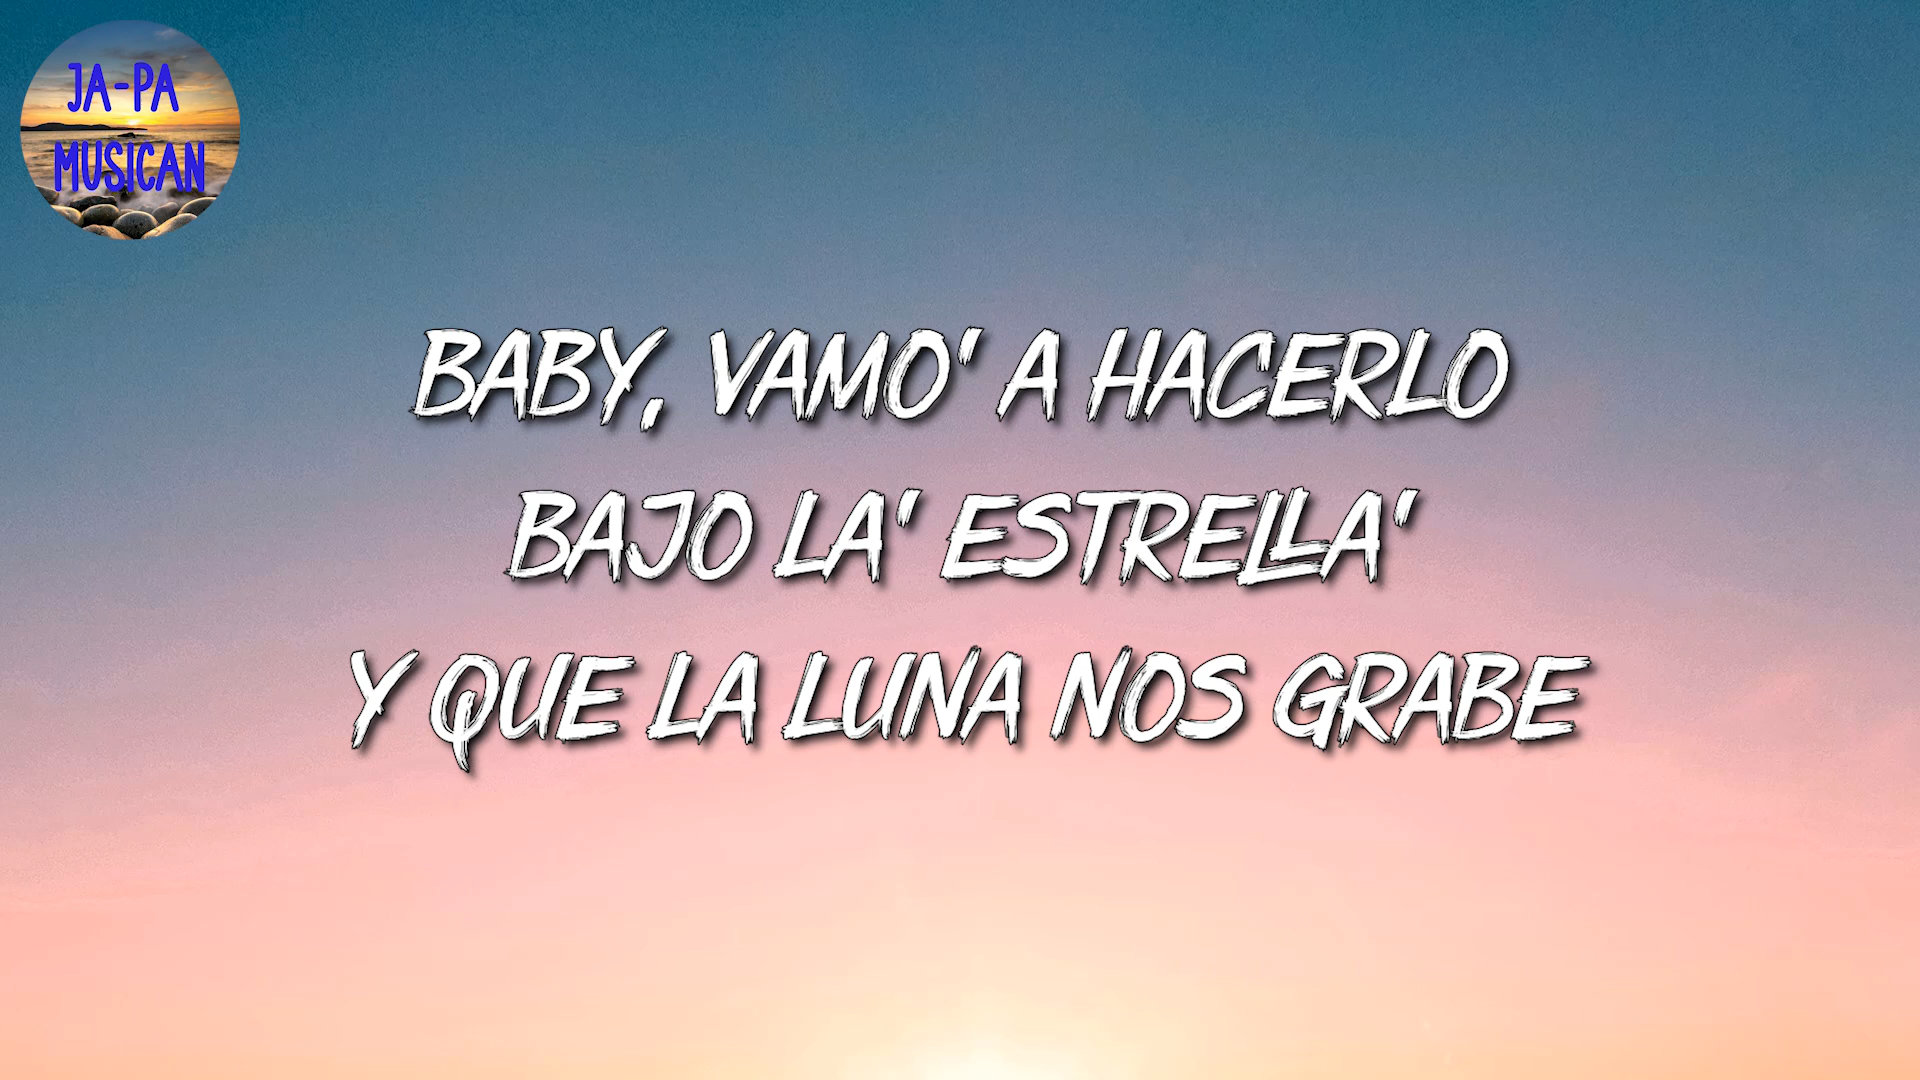 JA-PA
MUSICAN
BABY, VAMO' A HACERLO
BAJO LA' ESTRELLA'
Y QUE LA LUNA NOS GRABE